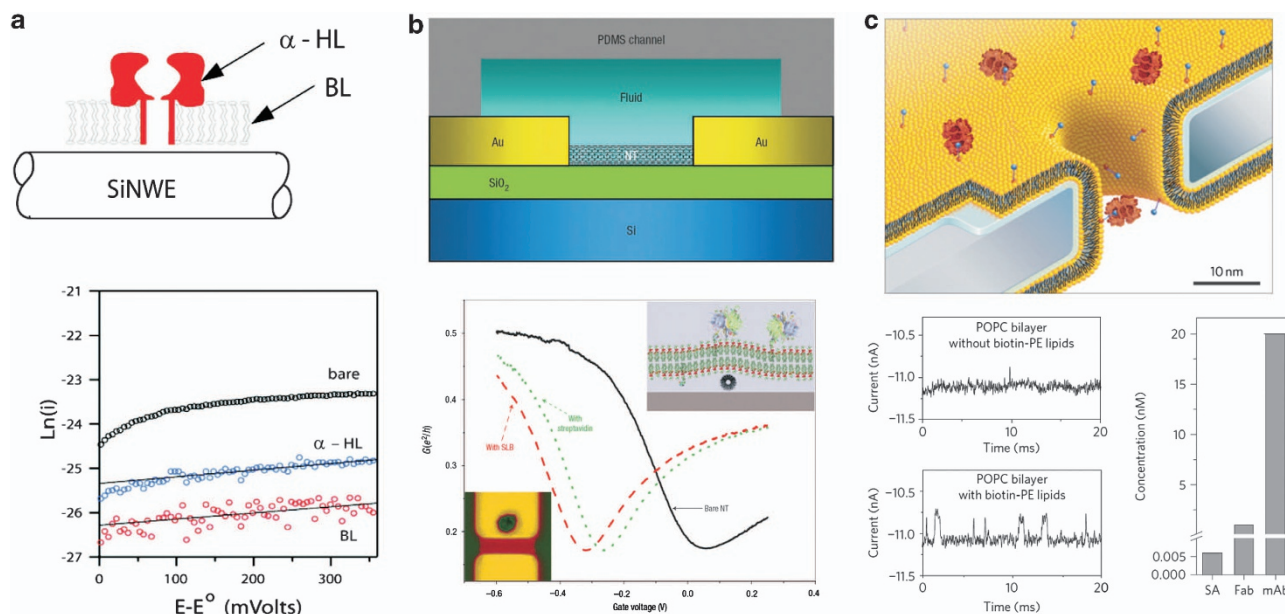 a
α - HL
BL
SiNWE
-21
-22
-23
-24
-25
-26
-27
Ln(i)
bare
α - HL
BL
0
100
200
300
E-E° (mVolts)
b
PDMS channel
Fluid
Au
NT
Au
SiO2
Si
0.5
0.4
0.3
0.2
G(e²/h)
With SLB
With streptavidin
Bare NT
−0.6
−0.4
−0.2
0.0
0.2
0.4
Gate voltage (V)
c
10 nm
−10.5
−11.0
−11.5
Current (nA)
POPC bilayer
without biotin-PE lipids
0
10
20
Time (ms)
−10.5
−11.0
−11.5
Current (nA)
POPC bilayer
with biotin-PE lipids
0
10
20
Time (ms)
20
15
10
5
0.005
0.000
Concentration (nM)
SA
Fab
mAb